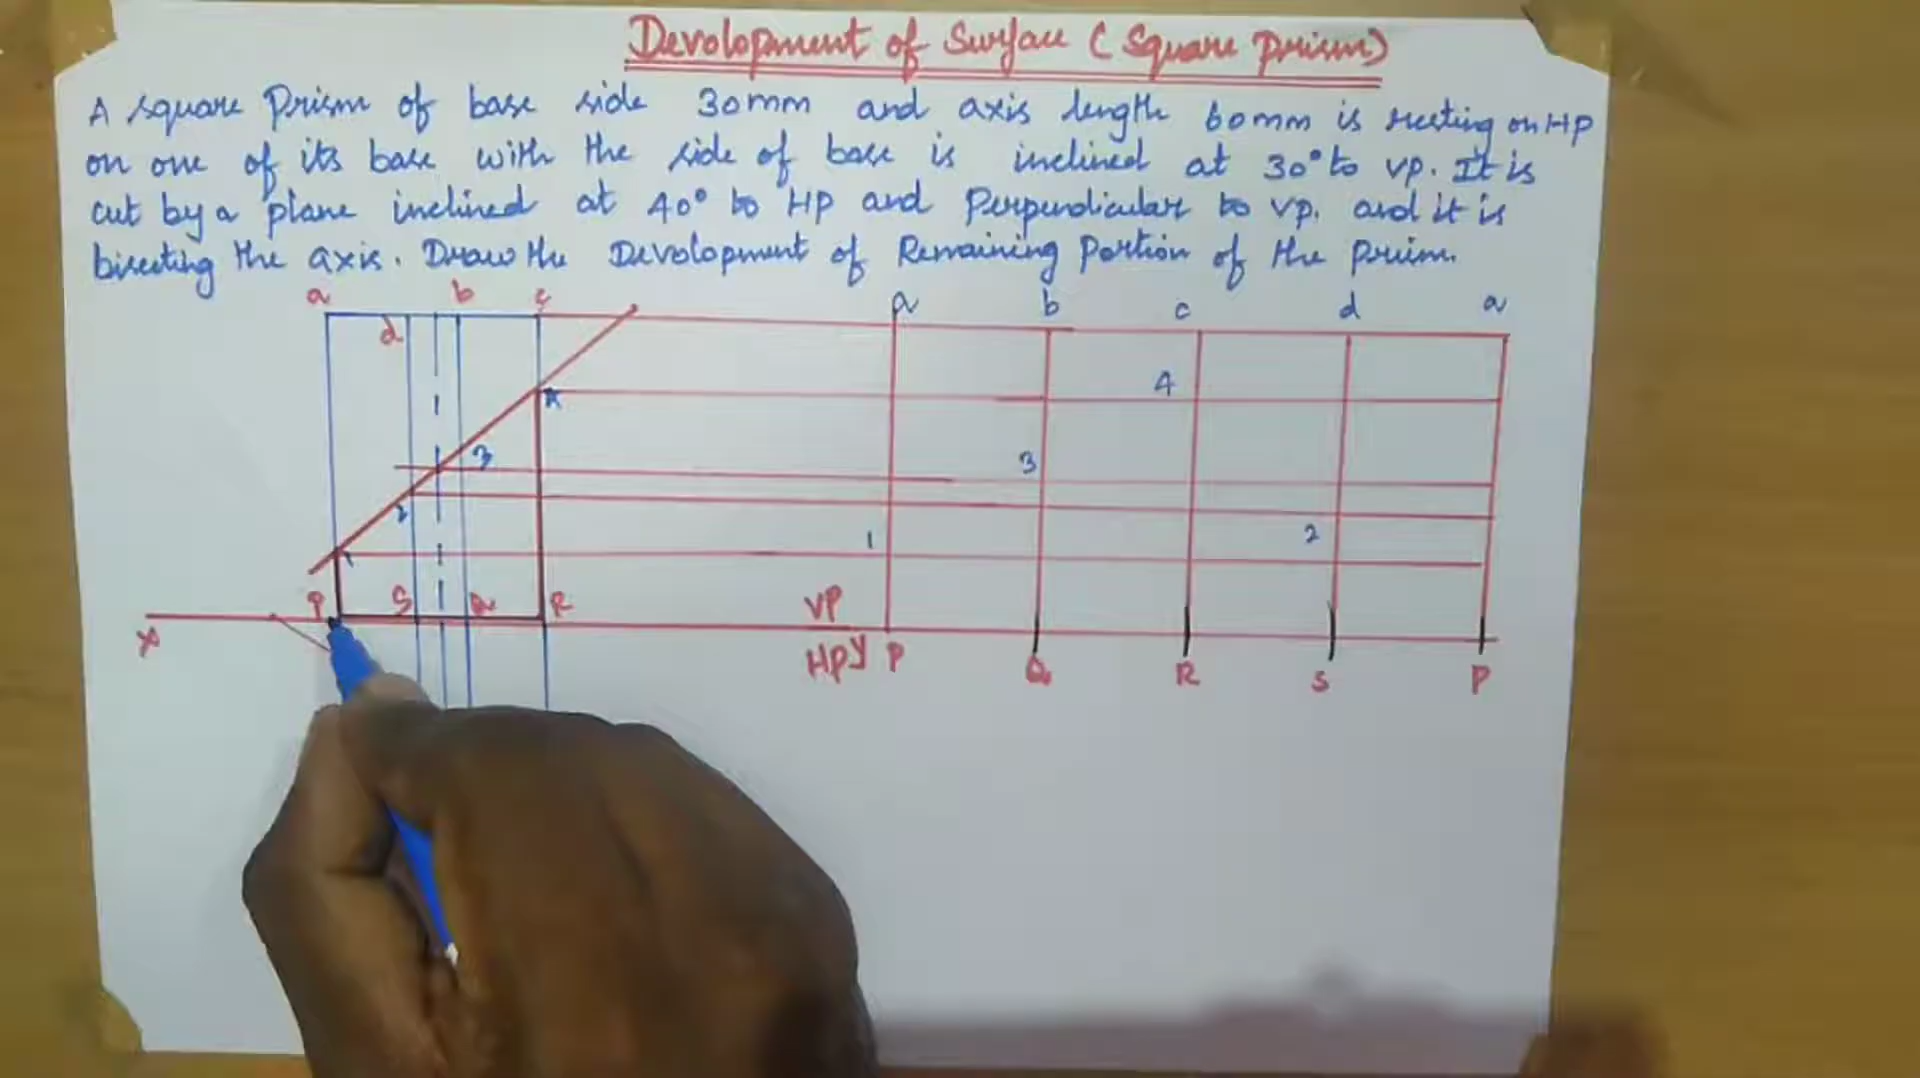 Devolopment of Surface (Square prism)
A square Prism of base side 30mm and axis length 60mm is resting on HP
on one of its base with the side of base is inclined at 30° to VP. It is
cut by a plane inclined at 40° to HP and Perpendicular to VP. and it is
bisecting the axis. Draw the Devolopment of Remaining Portion of the Prism.
a b c a b c d a
d
4 4
3 3
2 1 2
1
P S Q R VP
X HP Y P Q R S P